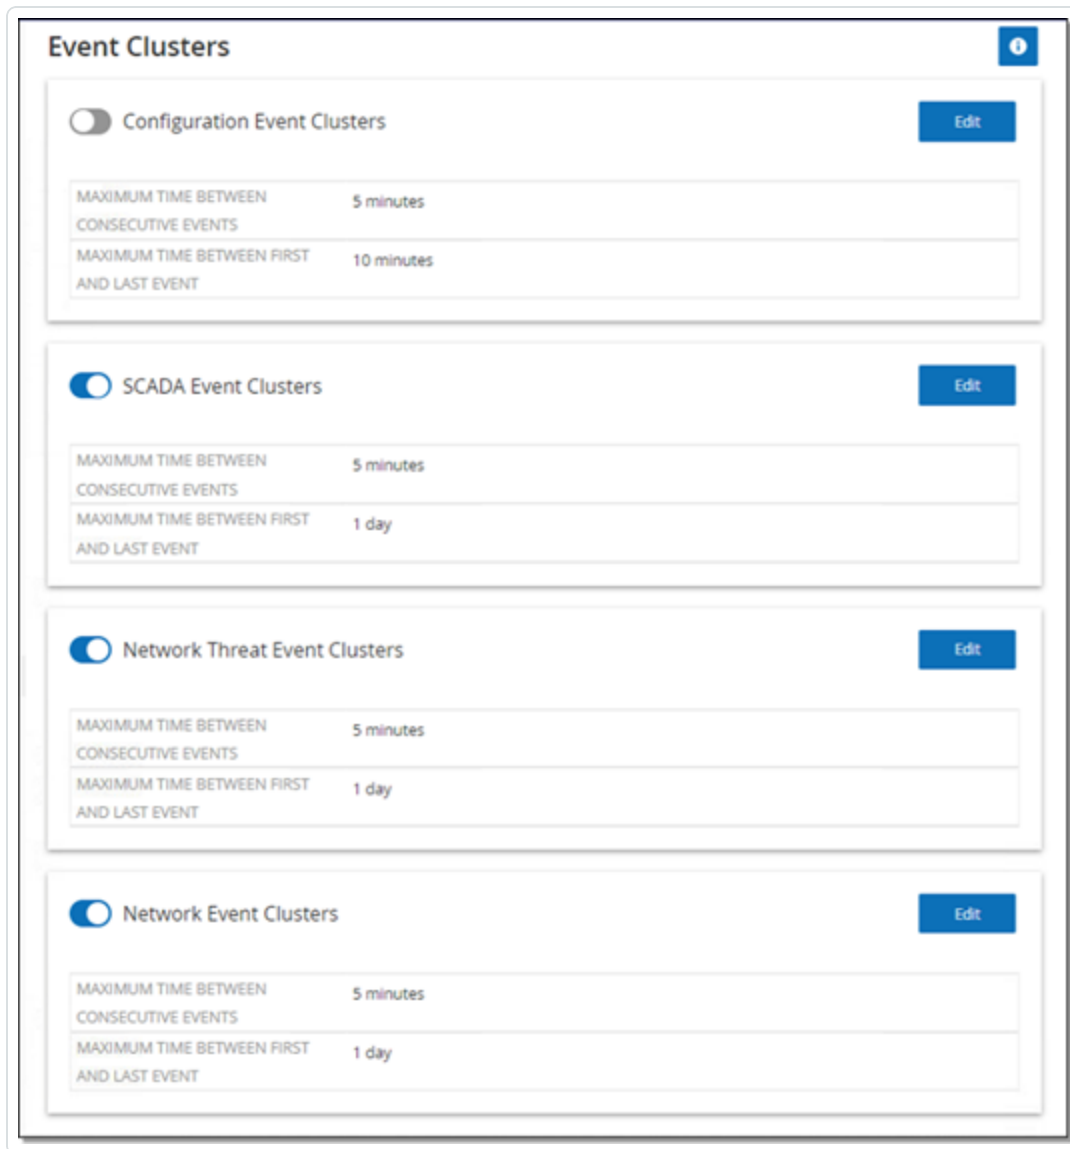 Event Clusters
Configuration Event Clusters
Edit
MAXIMUM TIME BETWEEN
CONSECUTIVE EVENTS
5 minutes
MAXIMUM TIME BETWEEN FIRST
AND LAST EVENT
10 minutes
SCADA Event Clusters
Edit
MAXIMUM TIME BETWEEN
CONSECUTIVE EVENTS
5 minutes
MAXIMUM TIME BETWEEN FIRST
AND LAST EVENT
1 day
Network Threat Event Clusters
Edit
MAXIMUM TIME BETWEEN
CONSECUTIVE EVENTS
5 minutes
MAXIMUM TIME BETWEEN FIRST
AND LAST EVENT
1 day
Network Event Clusters
Edit
MAXIMUM TIME BETWEEN
CONSECUTIVE EVENTS
5 minutes
MAXIMUM TIME BETWEEN FIRST
AND LAST EVENT
1 day